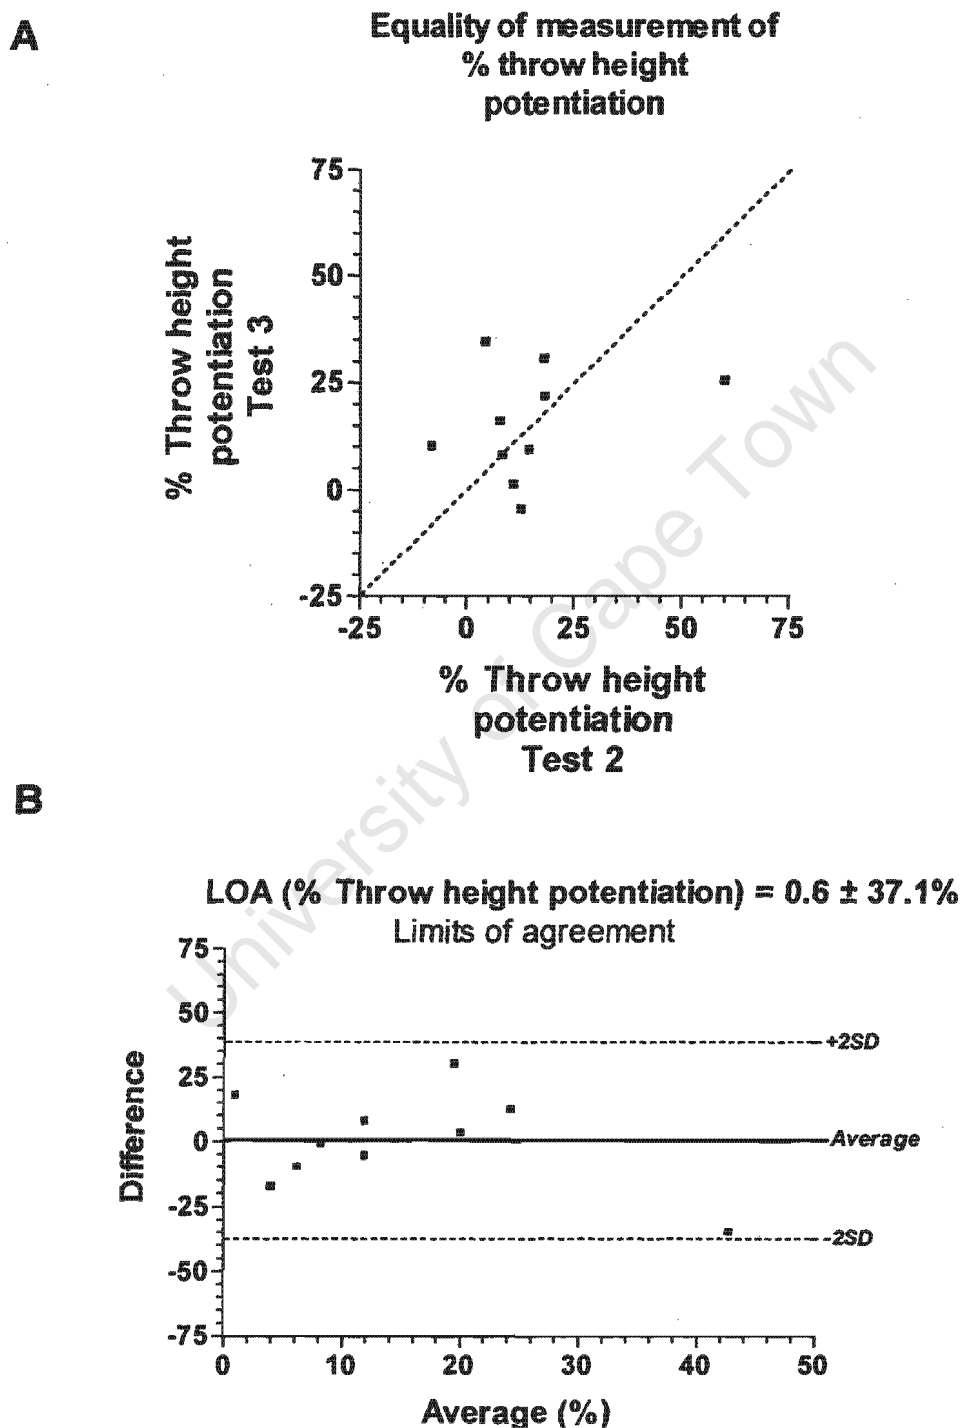 A
Equality of measurement of
% throw height
potentiation
75
50
25
0
-25
% Throw height
potentiation
Test 3
-25 0 25 50 75
% Throw height
potentiation
Test 2
University of Cape Town
B
LOA (% Throw height potentiation) = 0.6 ± 37.1%
Limits of agreement
75
50
25
0
-25
-50
-75
Difference
+2SD
Average
-2SD
0 10 20 30 40 50
Average (%)